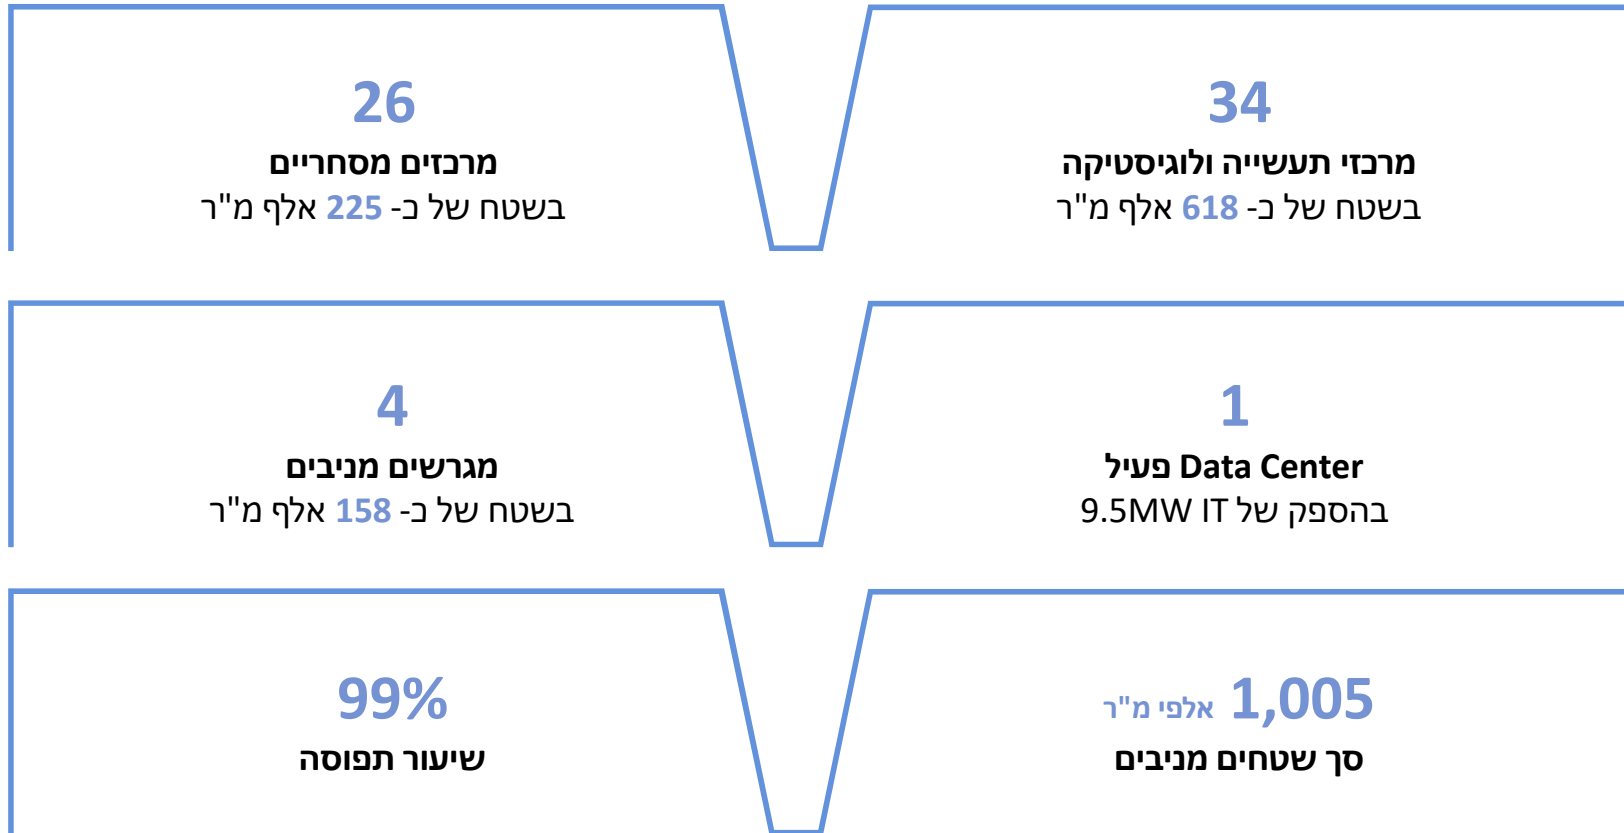 34
מרכזי תעשייה ולוגיסטיקה
בשטח של כ- 618 אלף מ"ר
26
מרכזים מסחריים
בשטח של כ- 225 אלף מ"ר
1
Data Center פעיל
בהספק של 9.5MW IT
4
מגרשים מניבים
בשטח של כ- 158 אלף מ"ר
1,005 אלפי מ"ר
סך שטחים מניבים
99%
שיעור תפוסה